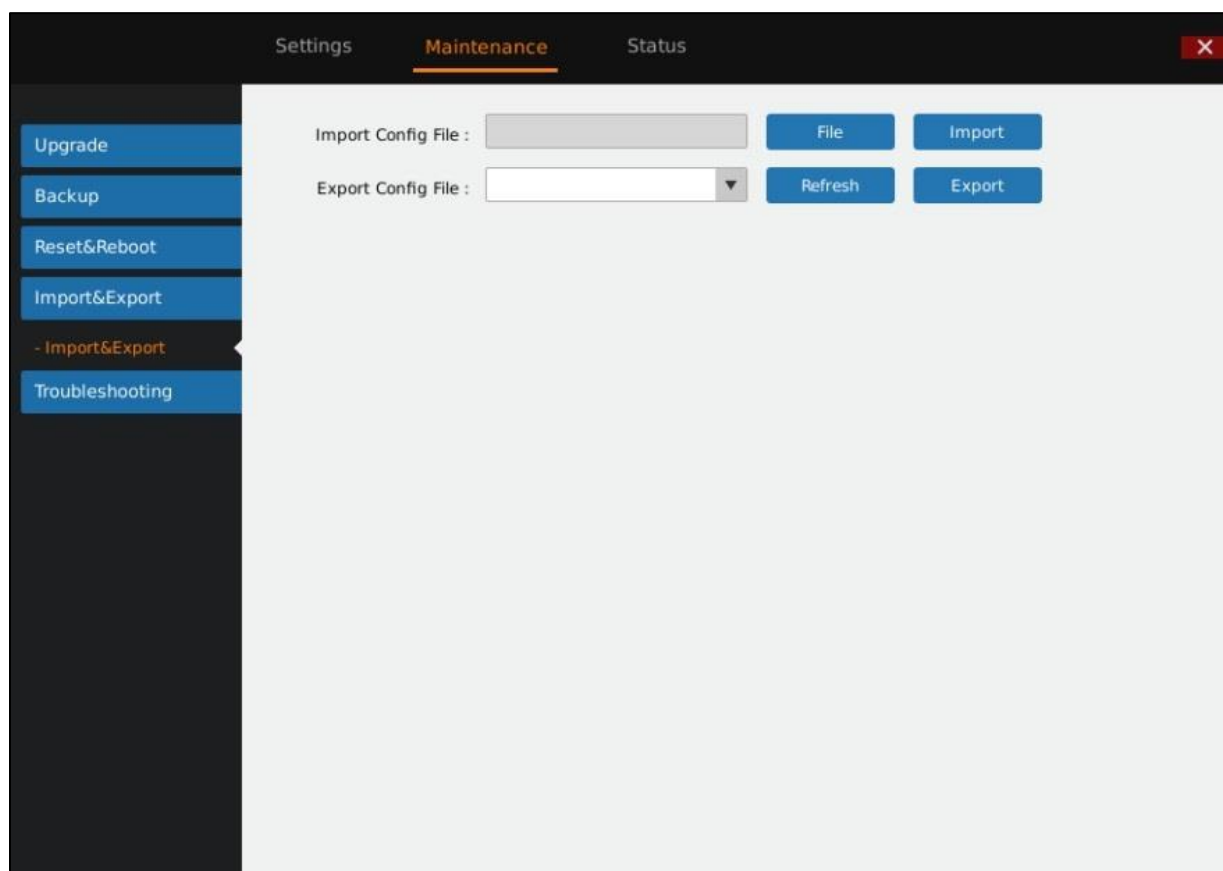 Settings Maintenance Status
Upgrade
Backup
Reset&Reboot
Import&Export
- Import&Export
Troubleshooting
Import Config File : File Import
Export Config File : Refresh Export